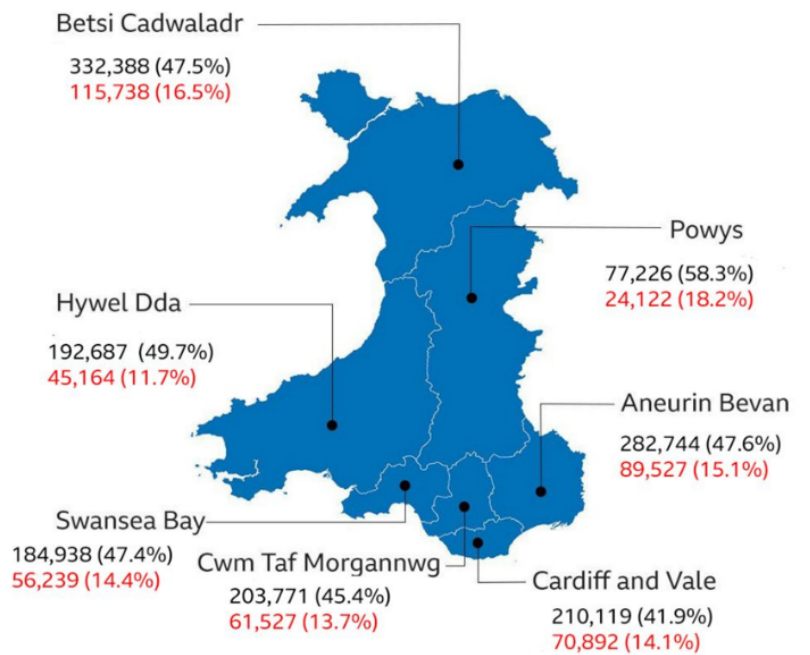 Betsi Cadwaladr
332,388 (47.5%)
115,738 (16.5%)
Powys
77,226 (58.3%)
24,122 (18.2%)
Hywel Dda
192,687 (49.7%)
45,164 (11.7%)
Aneurin Bevan
282,744 (47.6%)
89,527 (15.1%)
Swansea Bay
184,938 (47.4%)
56,239 (14.4%)
Cwm Taf Morgannwg
203,771 (45.4%)
61,527 (13.7%)
Cardiff and Vale
210,119 (41.9%)
70,892 (14.1%)